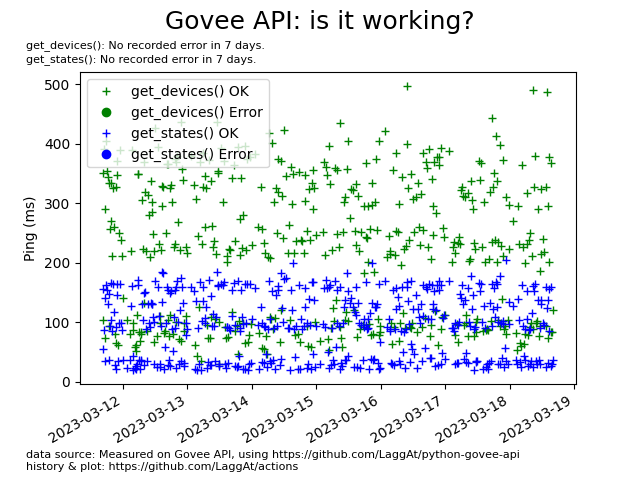 Govee API: is it working?
get_devices(): No recorded error in 7 days.
get_states(): No recorded error in 7 days.
500
400
300
200
100
0
Ping (ms)
get_devices() OK
get_devices() Error
get_states() OK
get_states() Error
2023-03-12
2023-03-13
2023-03-14
2023-03-15
2023-03-16
2023-03-17
2023-03-18
2023-03-19
data source: Measured on Govee API, using https://github.com/LaggAt/python-govee-api
history & plot: https://github.com/LaggAt/actions